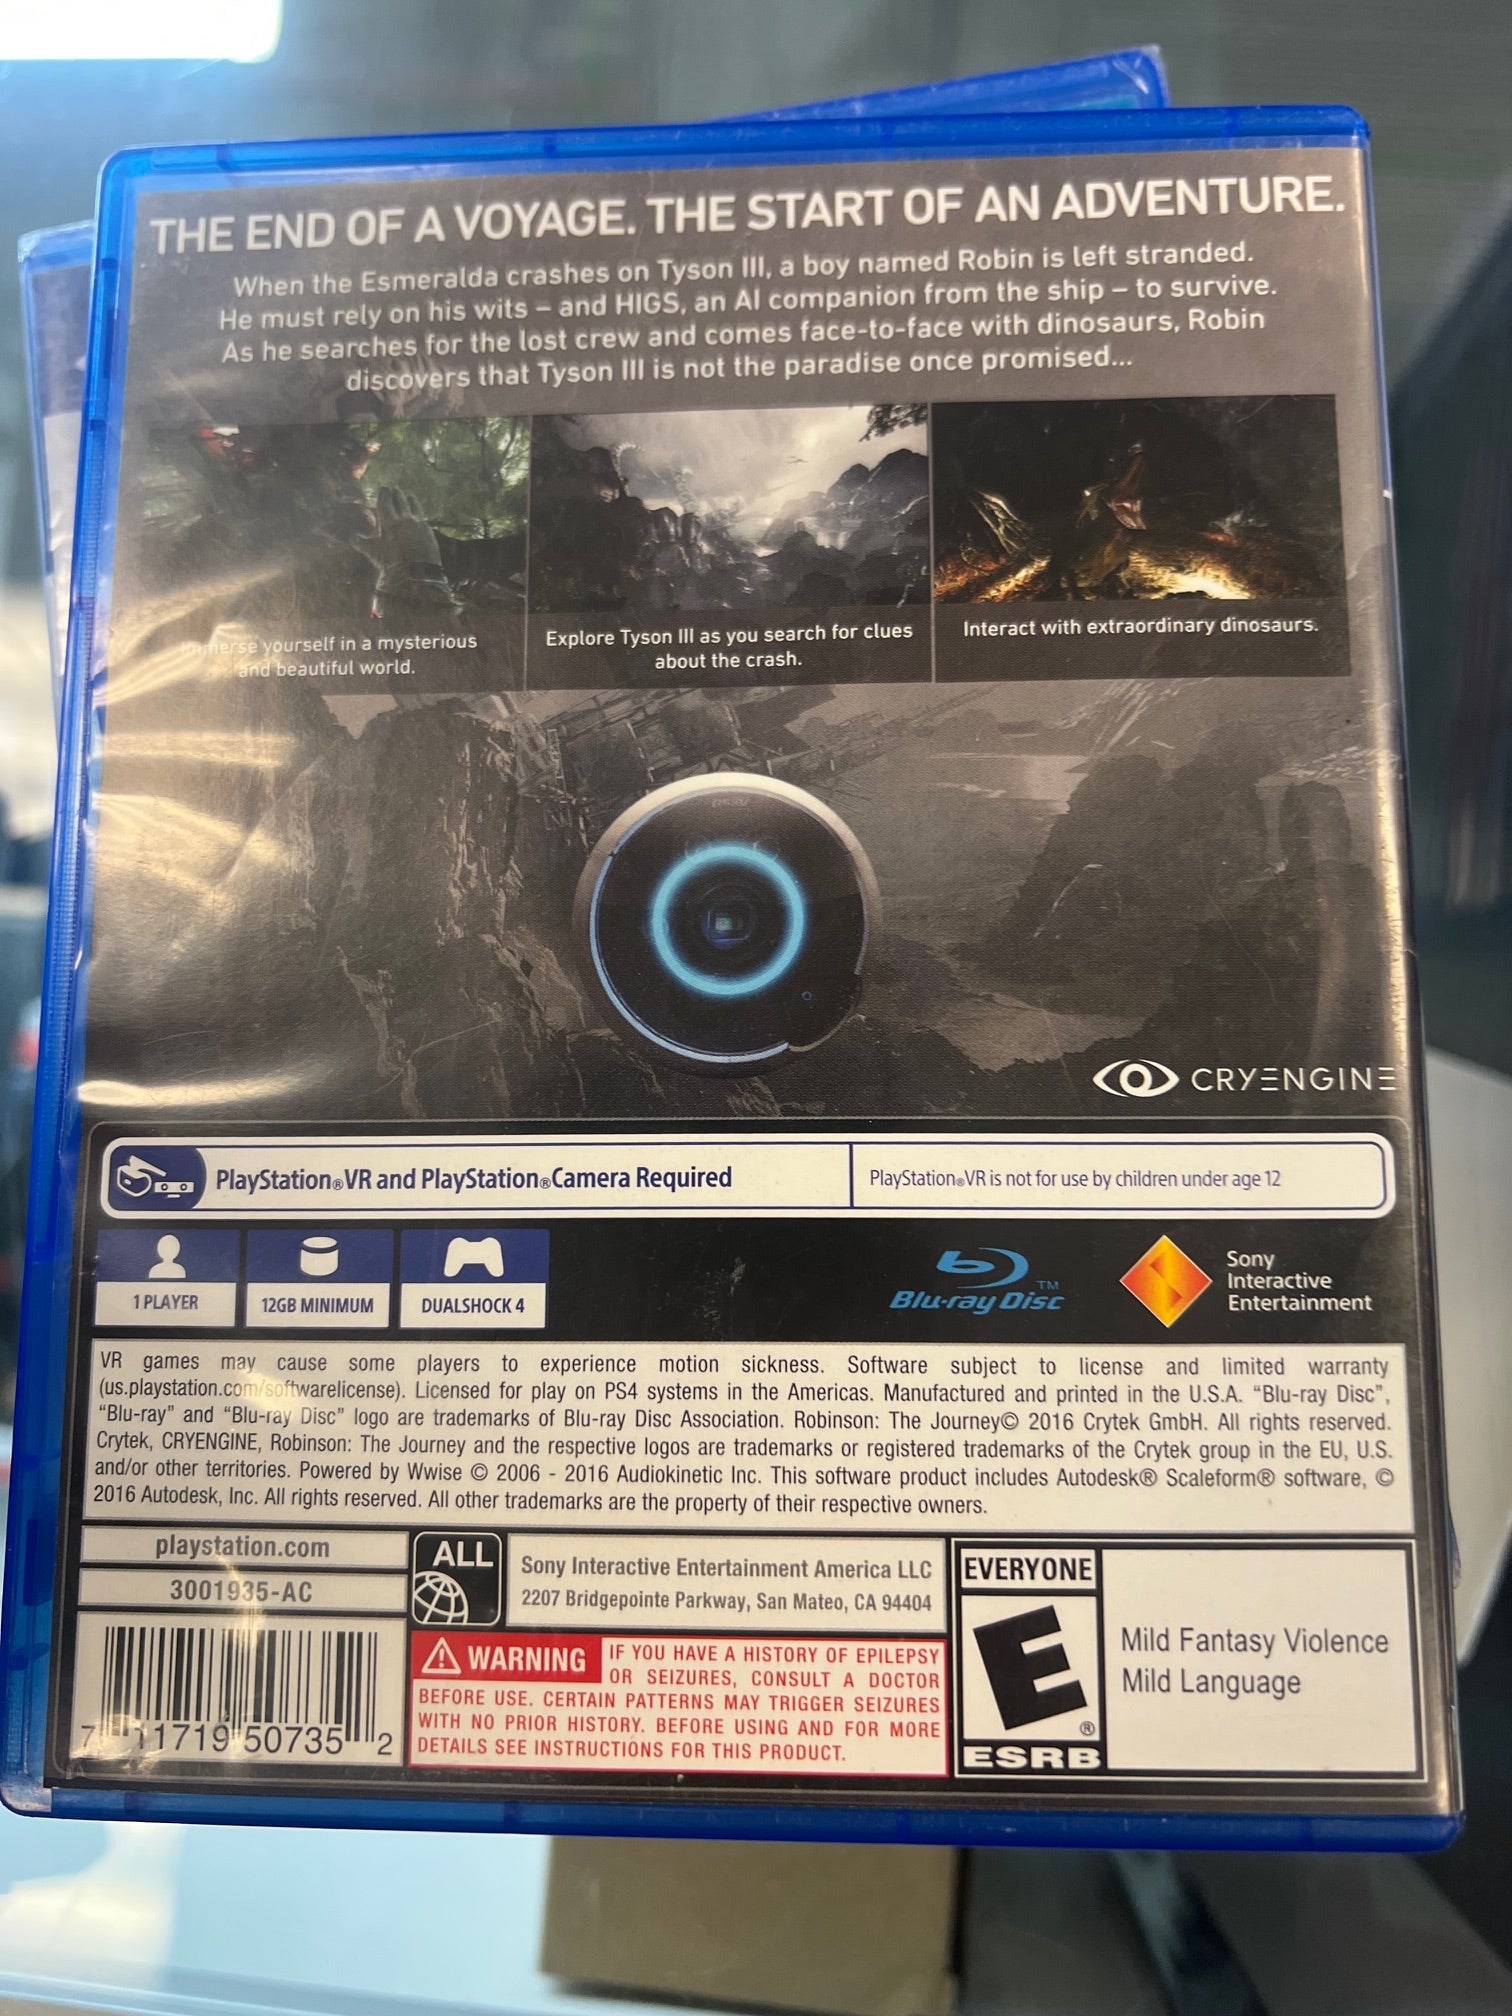 THE END OF A VOYAGE. THE START OF AN ADVENTURE.
When the Esmeralda crashes on Tyson III, a boy named Robin is left stranded.
He must rely on his wits – and HIGS, an AI companion from the ship – to survive.
As he searches for the lost crew and comes face-to-face with dinosaurs, Robin
discovers that Tyson III is not the paradise once promised...
yourself in a mysterious
and beautiful world.
Explore Tyson III as you search for clues
about the crash.
Interact with extraordinary dinosaurs.
CRYENGINE
PlayStation®VR and PlayStation®Camera Required
PlayStation®VR is not for use by children under age 12
1 PLAYER
12GB MINIMUM
DUALSHOCK 4
Blu-ray Disc™
Sony
Interactive
Entertainment
VR games may cause some players to experience motion sickness. Software subject to license and limited warranty
(us.playstation.com/softwarelicense). Licensed for play on PS4 systems in the Americas. Manufactured and printed in the U.S.A. “Blu-ray Disc”,
“Blu-ray” and “Blu-ray Disc” logo are trademarks of Blu-ray Disc Association. Robinson: The Journey© 2016 Crytek GmbH. All rights reserved.
Crytek, CRYENGINE, Robinson: The Journey and the respective logos are trademarks or registered trademarks of the Crytek group in the EU, U.S.
and/or other territories. Powered by Wwise © 2006 - 2016 Audiokinetic Inc. This software product includes Autodesk® Scaleform® software, ©
2016 Autodesk, Inc. All rights reserved. All other trademarks are the property of their respective owners.
playstation.com
3001935-AC
7 11719 50735 2
ALL
Sony Interactive Entertainment America LLC
2207 Bridgepointe Parkway, San Mateo, CA 94404
WARNING IF YOU HAVE A HISTORY OF EPILEPSY
OR SEIZURES, CONSULT A DOCTOR
BEFORE USE. CERTAIN PATTERNS MAY TRIGGER SEIZURES
WITH NO PRIOR HISTORY. BEFORE USING AND FOR MORE
DETAILS SEE INSTRUCTIONS FOR THIS PRODUCT.
EVERYONE
E®
ESRB
Mild Fantasy Violence
Mild Language